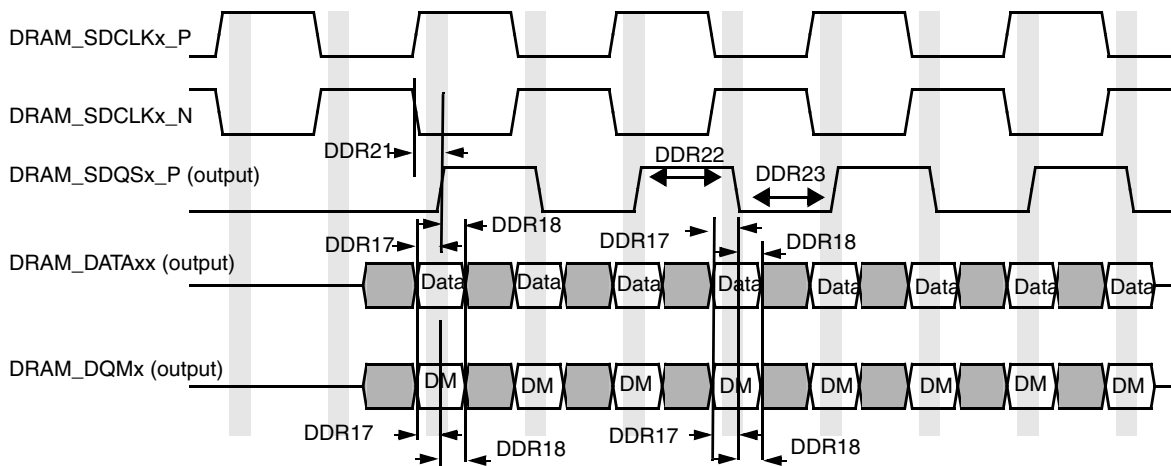 DRAM_SDCLKx_P
DRAM_SDCLKx_N
DDR21
DDR22
DDR23
DRAM_SDQSx_P (output)
DDR17
DDR18
DDR17
DDR18
DRAM_DATAxx (output)
Data Data Data Data Data Data Data Data
DRAM_DQMx (output)
DM DM DM DM DM DM DM DM
DDR17
DDR18
DDR17
DDR18